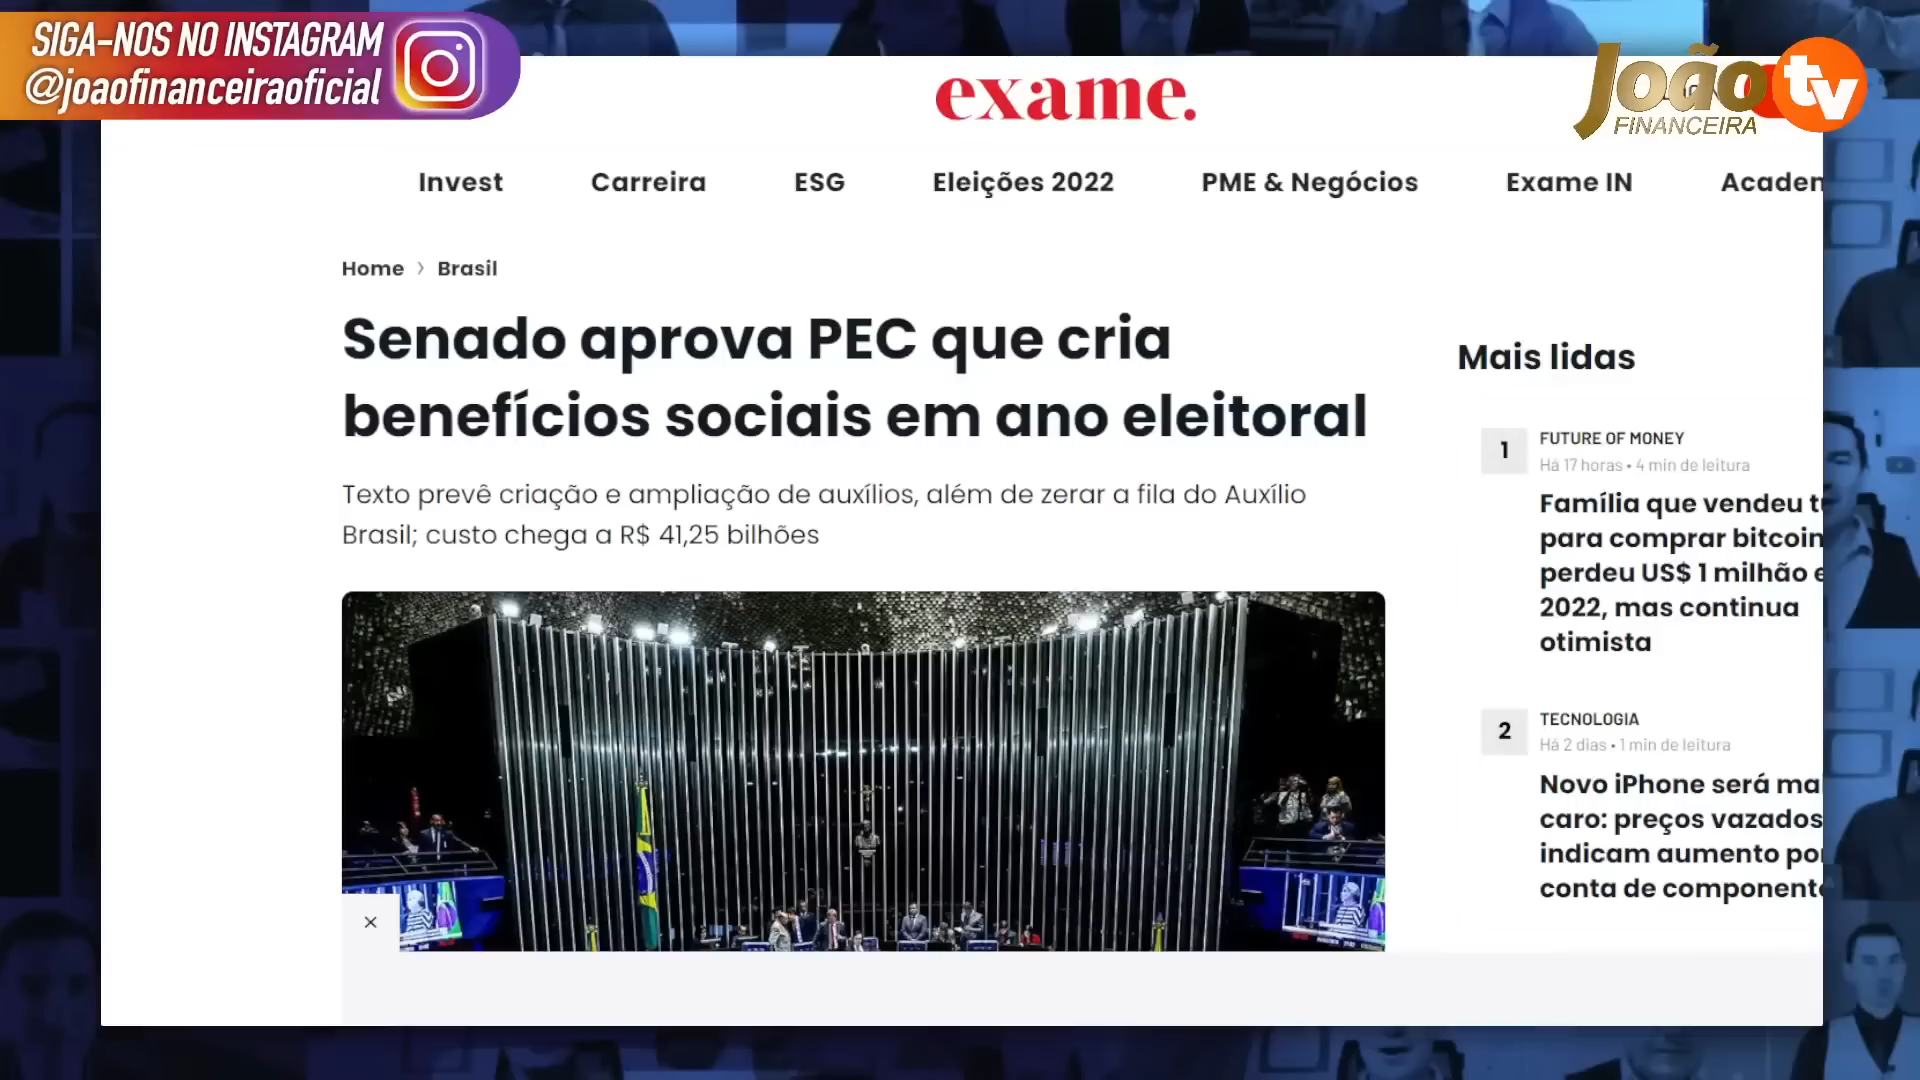 SIGA-NOS NO INSTAGRAM
@joaofinanceiraoficial
exame.
João
FINANCEIRA
tv
Invest Carreira ESG Eleições 2022 PME & Negócios Exame IN
Home > Brasil
Senado aprova PEC que cria
benefícios sociais em ano eleitoral
Texto prevê criação e ampliação de auxílios, além de zerar a fila do Auxílio
Brasil; custo chega a R$ 41,25 bilhões
Mais lidas
1
FUTURE OF MONEY
Há 17 horas • 4 min de leitura
Família que vendeu
para comprar bitcoin
perdeu US$ 1 milhão
2022, mas continua
otimista
2
TECNOLOGIA
Há 2 dias • 1 min de leitura
Novo iPhone será
caro: preços vazados
indicam aumento
conta de